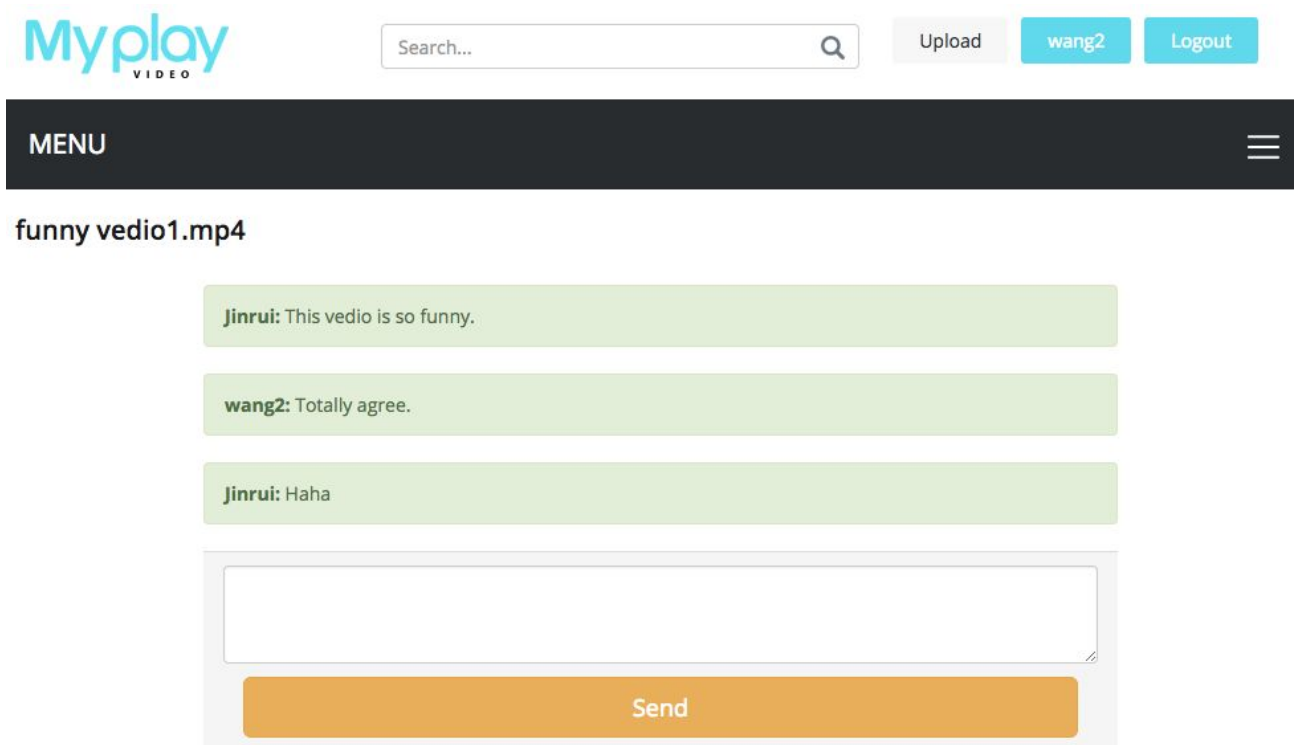 Myplay
VIDEO
Search...
Upload
wang2
Logout
MENU
funny vedio1.mp4
Jinrui: This vedio is so funny.
wang2: Totally agree.
Jinrui: Haha
Send